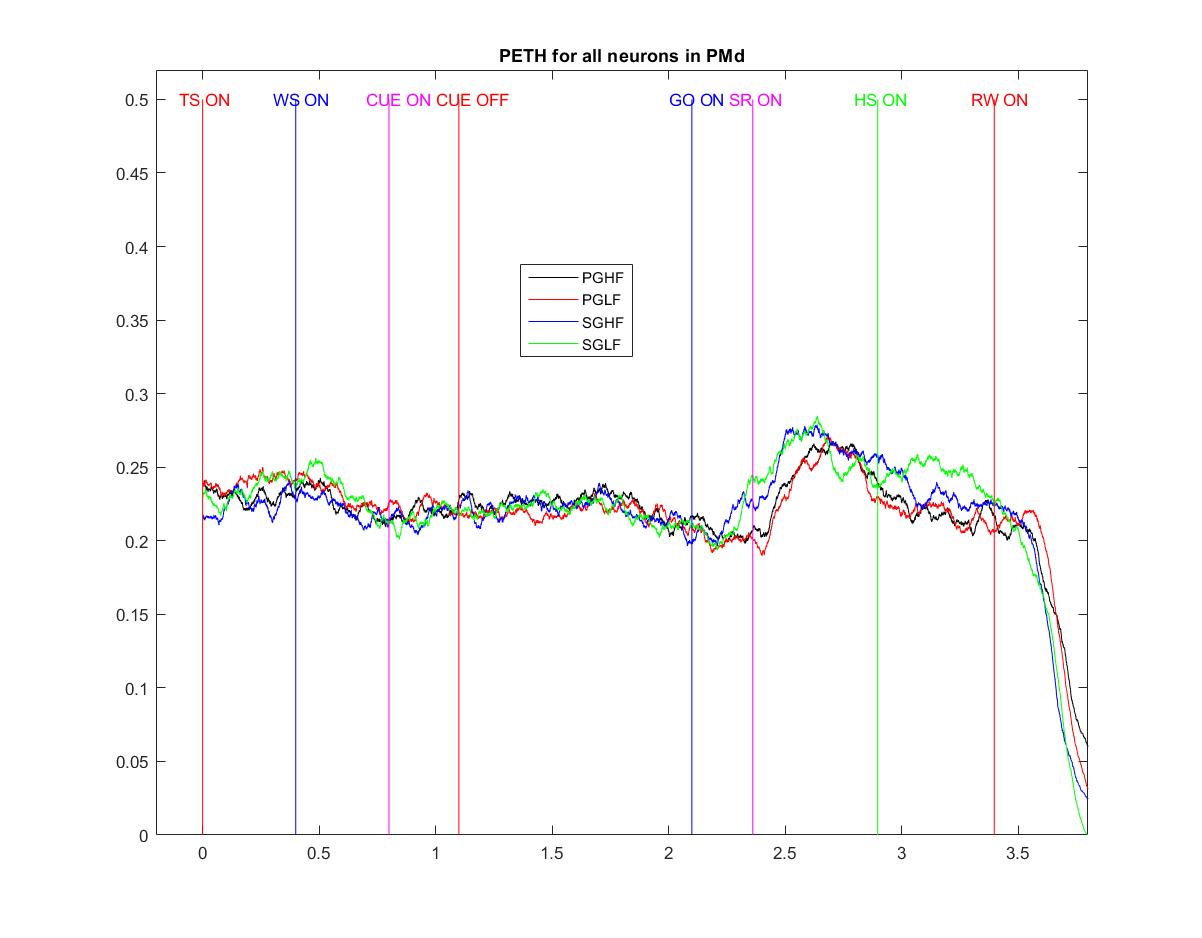 PETH for all neurons in PMd
TS ON WS ON CUE ON CUE OFF GO ON SR ON HS ON RW ON
0.5
0.45
0.4
0.35
0.3
0.25
0.2
0.15
0.1
0.05
0
PGHF
PGLF
SGHF
SGLF
0 0.5 1 1.5 2 2.5 3 3.5